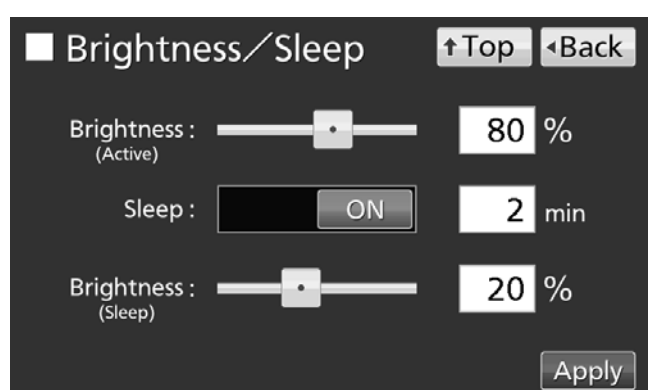 Brightness／Sleep
↑Top
◂Back
Brightness :
(Active)
80 %
Sleep :
ON
2 min
Brightness :
(Sleep)
20 %
Apply